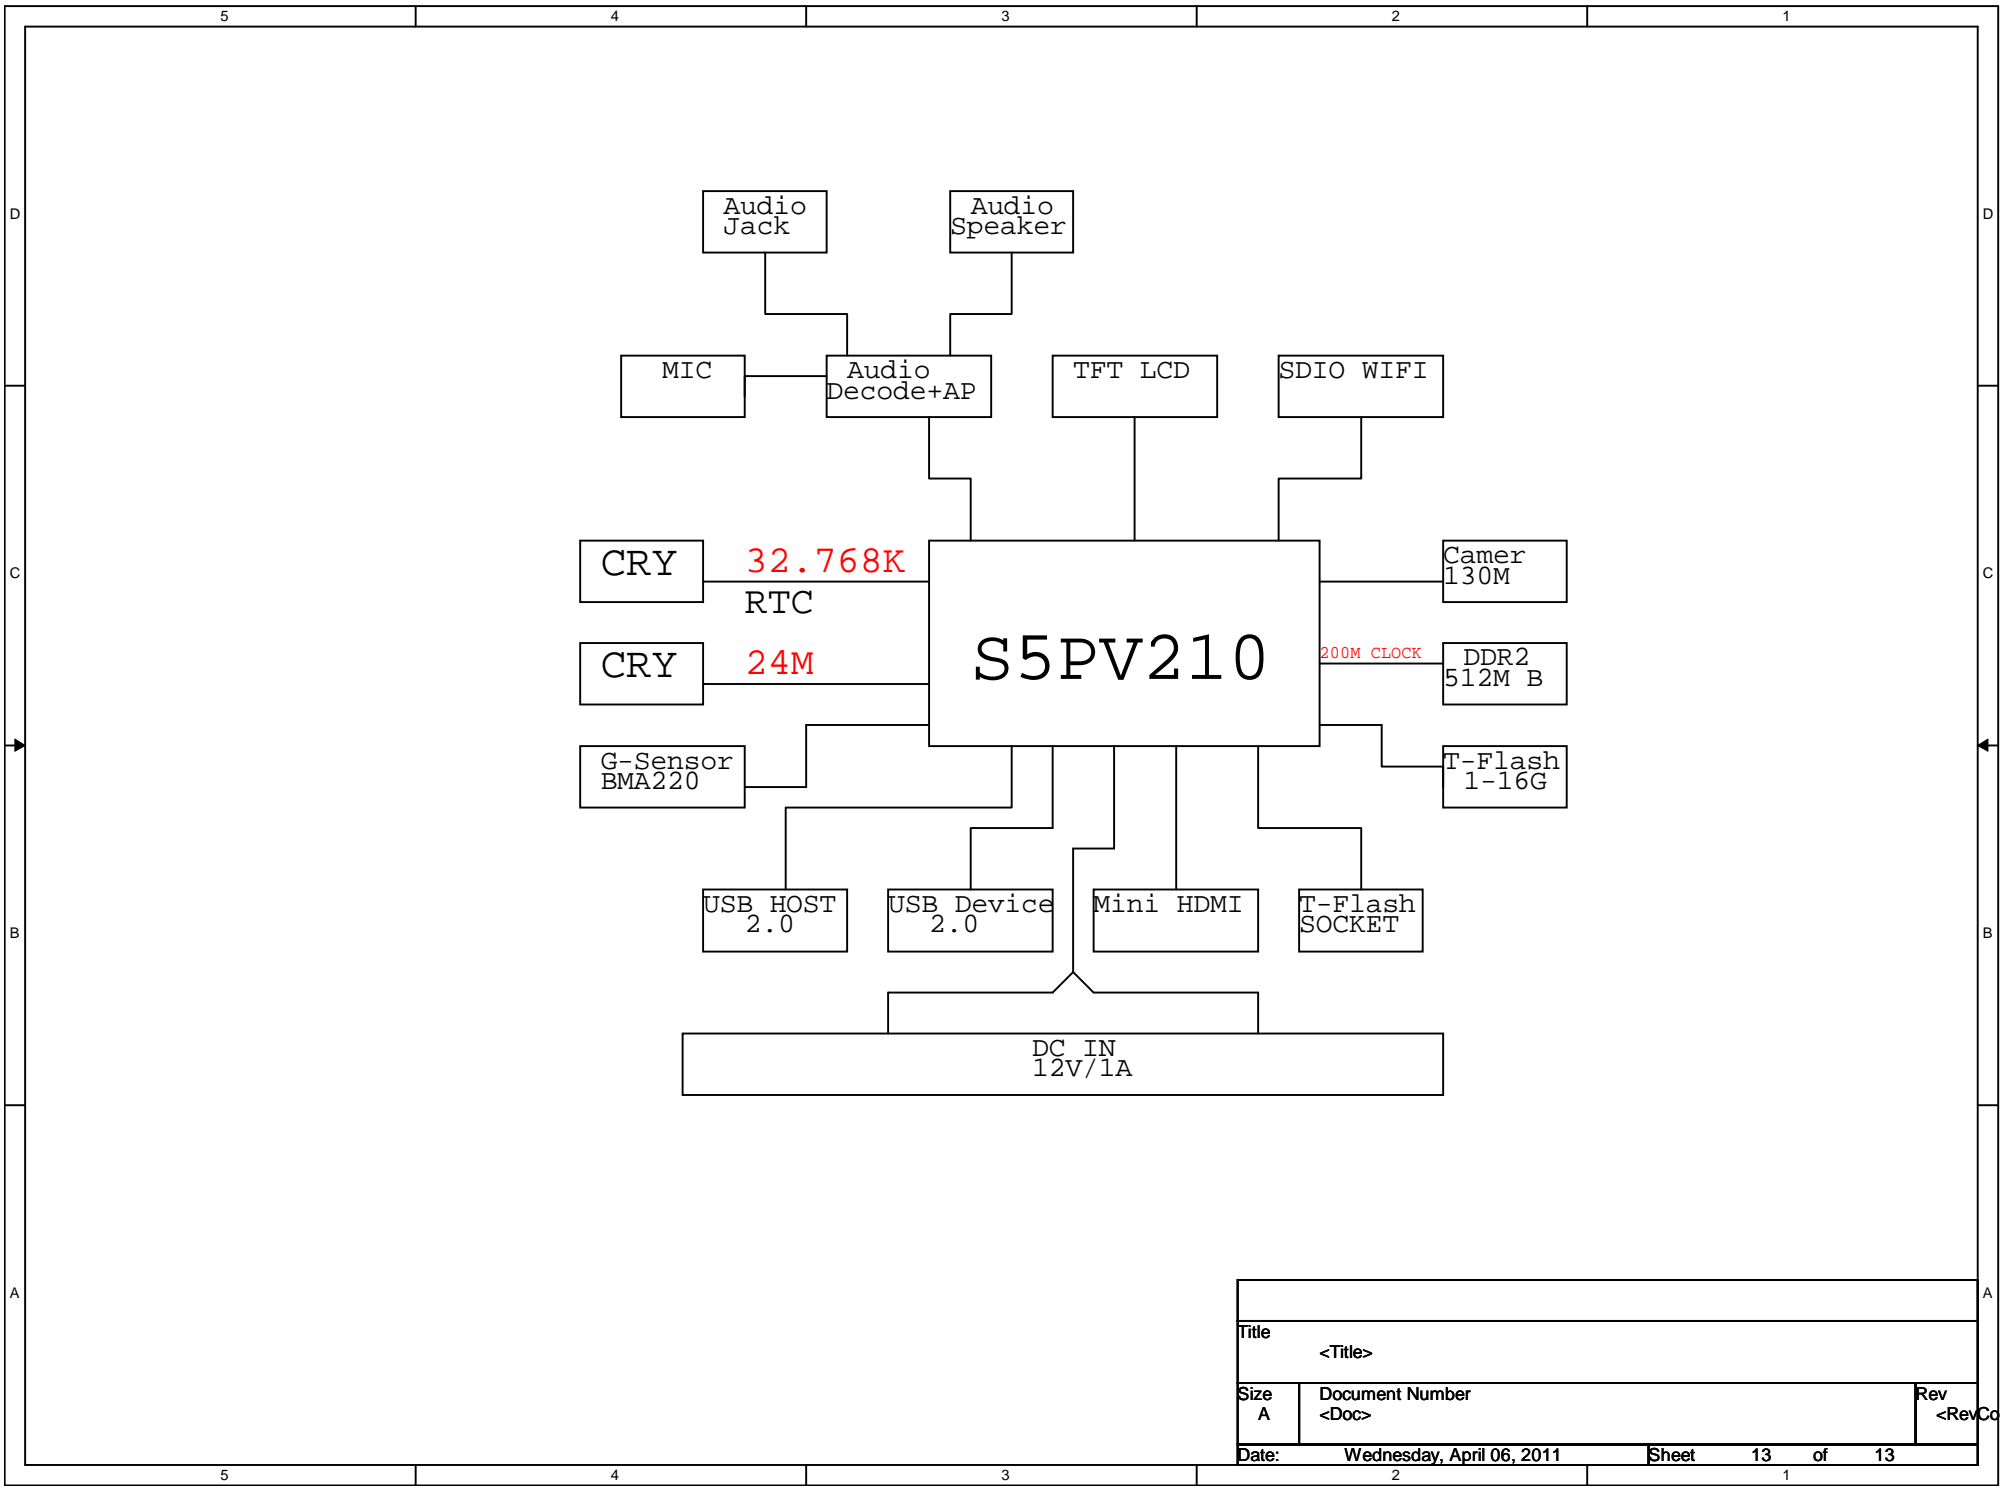 5 4 3 2 1
D D
Audio
Jack
Audio
Speaker
MIC
Audio
Decode+AP
TFT LCD
SDIO WIFI
C C
CRY 32.768K
RTC
Camer
130M
CRY 24M
S5PV210
200M CLOCK
DDR2
512M B
G-Sensor
BMA220
T-Flash
1-16G
USB HOST
2.0
USB Device
2.0
Mini HDMI
T-Flash
SOCKET
B B
DC IN
12V/1A
A A
Title
<Title>
Size
A
Document Number
<Doc>
Rev
<RevCo
Date: Wednesday, April 06, 2011 Sheet 13 of 13
5 4 3 2 1